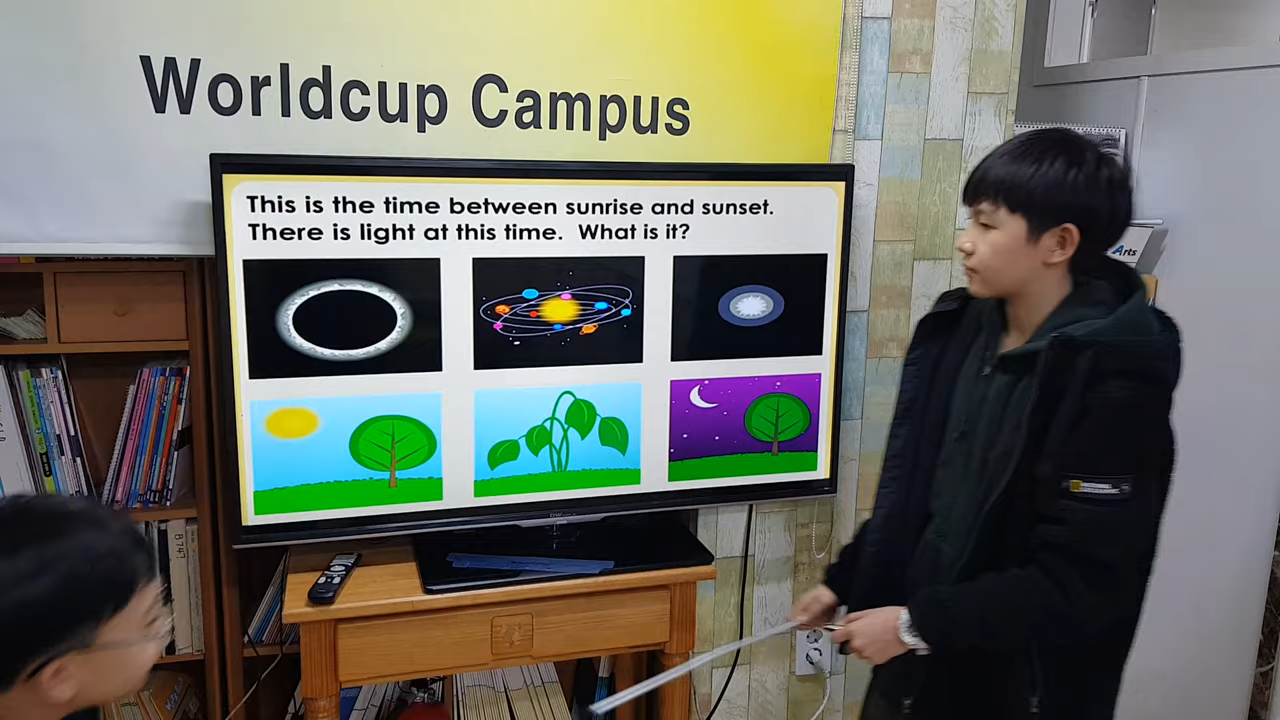 Worldcup Campus
This is the time between sunrise and sunset.
There is light at this time. What is it?
Arts
B747